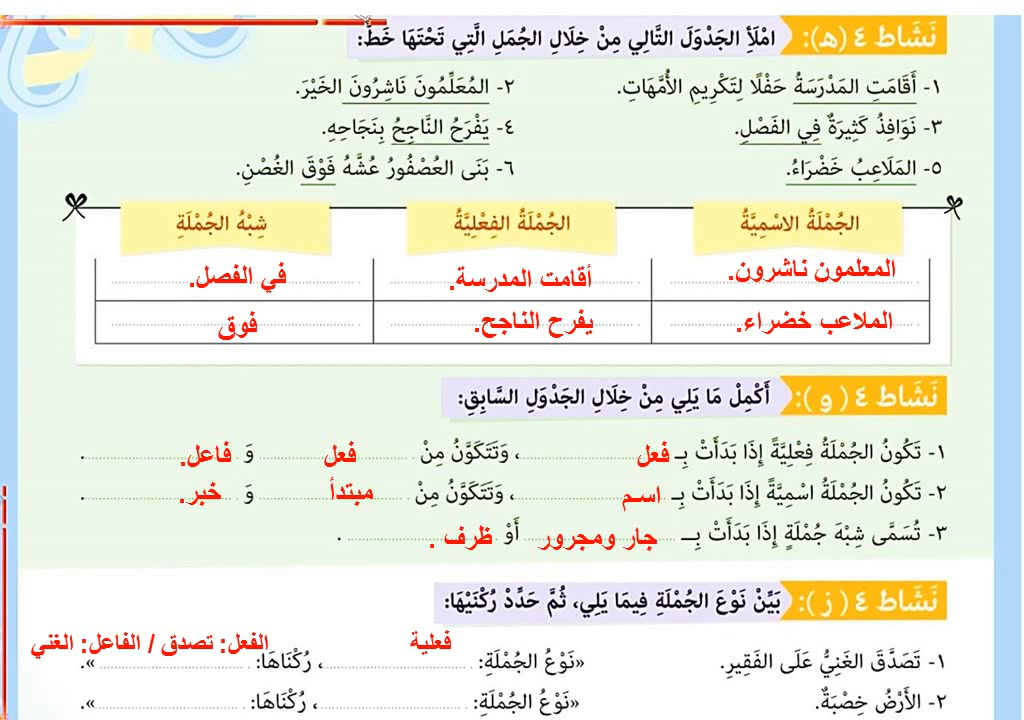 نَشَاط ٤ (هـ): امْلَأِ الجَدْوَلَ التَّالِي مِنْ خِلَالِ الجُمَلِ الَّتِي تَحْتَهَا خَطٌّ:
١- أَقَامَتِ المَدْرَسَةُ حَفْلًا لِتَكْرِيمِ الأُمَّهَاتِ. ٢- المُعَلِّمُونَ نَاشِرُونَ الخَيْرَ.
٣- نَوَافِذُ كَثِيرَةٌ فِي الفَصْلِ. ٤- يَفْرَحُ النَّاجِحُ بِنَجَاحِهِ.
٥- المَلَاعِبُ خَضْرَاءُ. ٦- بَنَى العُصْفُورُ عُشَّهُ فَوْقَ الغُصْنِ.
الجُمْلَةُ الاسْمِيَّةُ الجُمْلَةُ الفِعْلِيَّةُ شِبْهُ الجُمْلَةِ
المعلمون ناشرون. أقامت المدرسة. في الفصل.
الملاعب خضراء. يفرح الناجح. فوق
نَشَاط ٤ ( و ): أَكْمِلْ مَا يَلِي مِنْ خِلَالِ الجَدْوَلِ السَّابِقِ:
١- تَكُونُ الجُمْلَةُ فِعْلِيَّةً إِذَا بَدَأَتْ بِـ فعل ، وَتَتَكَوَّنُ مِنْ فعل وَ فاعل. .
٢- تَكُونُ الجُمْلَةُ اسْمِيَّةً إِذَا بَدَأَتْ بِـ اسم ، وَتَتَكَوَّنُ مِنْ مبتدأ وَ خبر. .
٣- تُسَمَّى شِبْهَ جُمْلَةٍ إِذَا بَدَأَتْ بِــ جار ومجرور أَوْ ظرف . .
نَشَاط ٤ ( ز ): بَيِّنْ نَوْعَ الجُمْلَةِ فِيمَا يَلِي، ثُمَّ حَدِّدْ رُكْنَيْهَا:
فعلية الفعل: تصدق / الفاعل: الغني
١- تَصَدَّقَ الغَنِيُّ عَلَى الفَقِيرِ. «نَوْعُ الجُمْلَةِ: ، رُكْنَاهَا: ».
٢- الأَرْضُ خِصْبَةٌ. «نَوْعُ الجُمْلَةِ: ، رُكْنَاهَا: ».